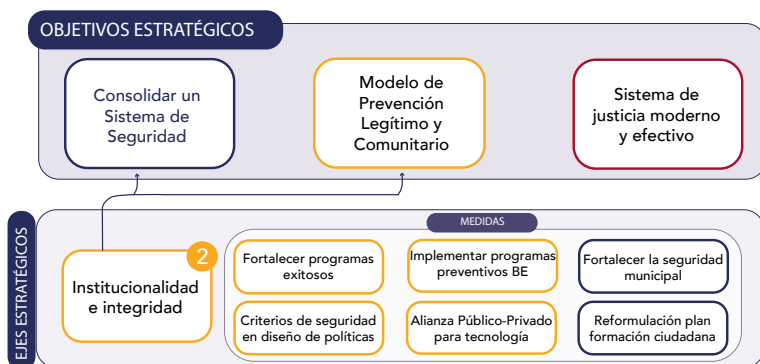 OBJETIVOS ESTRATÉGICOS
Consolidar un
Sistema de
Seguridad
Modelo de
Prevención
Legítimo y
Comunitario
Sistema de
justicia moderno
y efectivo
EJES ESTRATÉGICOS
MEDIDAS
2
Institucionalidad
e integridad
Fortalecer programas
exitosos
Implementar programas
preventivos BE
Fortalecer la seguridad
municipal
Criterios de seguridad
en diseño de políticas
Alianza Público-Privado
para tecnología
Reformulación plan
formación ciudadana